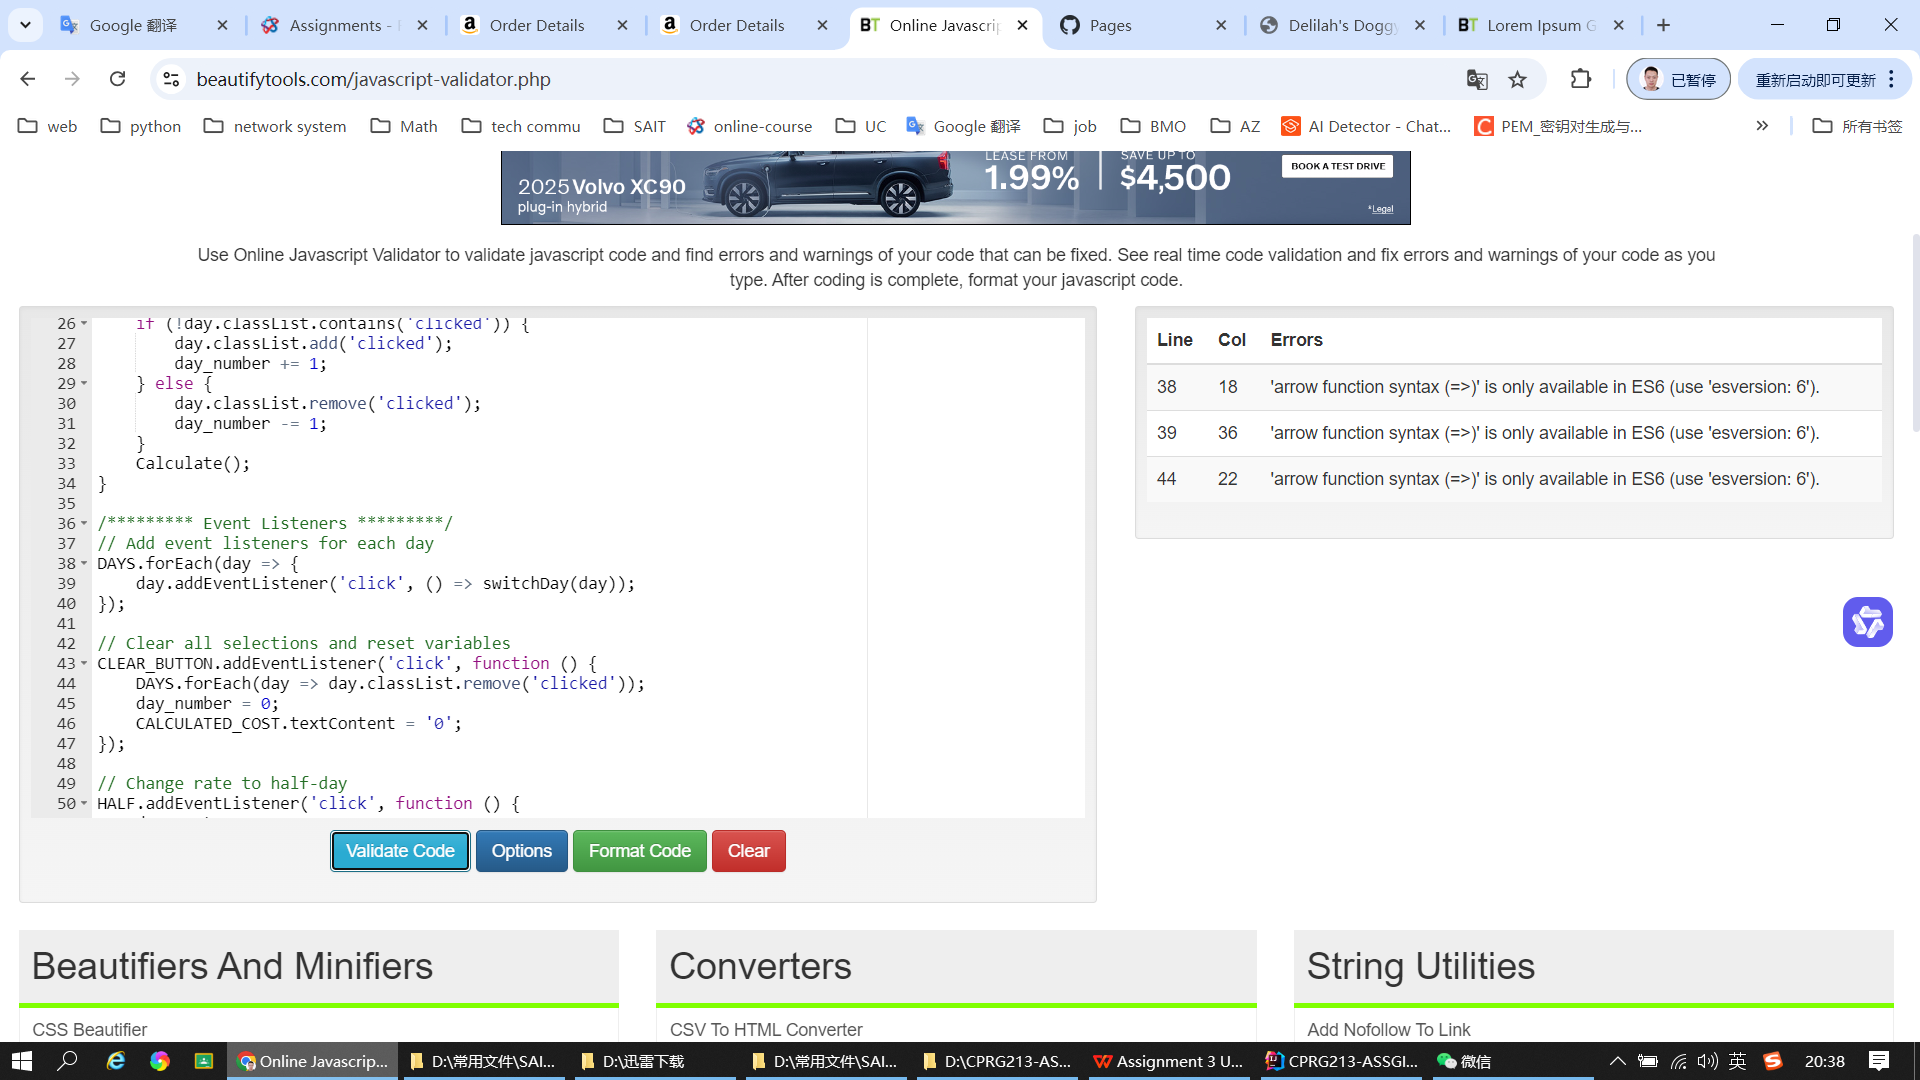 Google 翻译
Assignments -
Order Details
Order Details
BT Online Javascrip
Pages
Delilah's Doggy
BT Lorem Ipsum G
beautifytools.com/javascript-validator.php
已暂停
重新启动即可更新
web
python
network system
Math
tech commu
SAIT
online-course
UC
Google 翻译
job
BMO
AZ
AI Detector - Chat...
PEM_密钥对生成与...
所有书签
2025 Volvo XC90
plug-in hybrid
LEASE FROM
1.99%
SAVE UP TO
$4,500
BOOK A TEST DRIVE
*Legal
Use Online Javascript Validator to validate javascript code and find errors and warnings of your code that can be fixed. See real time code validation and fix errors and warnings of your code as you
type. After coding is complete, format your javascript code.
26 if (!day.classList.contains('clicked')) {
27 day.classList.add('clicked');
28 day_number += 1;
29 } else {
30 day.classList.remove('clicked');
31 day_number -= 1;
32 }
33 Calculate();
34 }
35
36 /********* Event Listeners *********/
37 // Add event listeners for each day
38 DAYS.forEach(day => {
39 day.addEventListener('click', () => switchDay(day));
40 });
41
42 // Clear all selections and reset variables
43 CLEAR_BUTTON.addEventListener('click', function () {
44 DAYS.forEach(day => day.classList.remove('clicked'));
45 day_number = 0;
46 CALCULATED_COST.textContent = '0';
47 });
48
49 // Change rate to half-day
50 HALF.addEventListener('click', function () {
Line Col Errors
38 18 'arrow function syntax (=>)' is only available in ES6 (use 'esversion: 6').
39 36 'arrow function syntax (=>)' is only available in ES6 (use 'esversion: 6').
44 22 'arrow function syntax (=>)' is only available in ES6 (use 'esversion: 6').
Validate Code
Options
Format Code
Clear
Beautifiers And Minifiers
Converters
String Utilities
CSS Beautifier
CSV To HTML Converter
Add Nofollow To Link
Online Javascrip...
D:\常用文件\SAI...
D:\迅雷下载
D:\常用文件\SAI...
D:\CPRG213-AS...
Assignment 3 U...
CPRG213-ASSGI...
微信
英
20:38